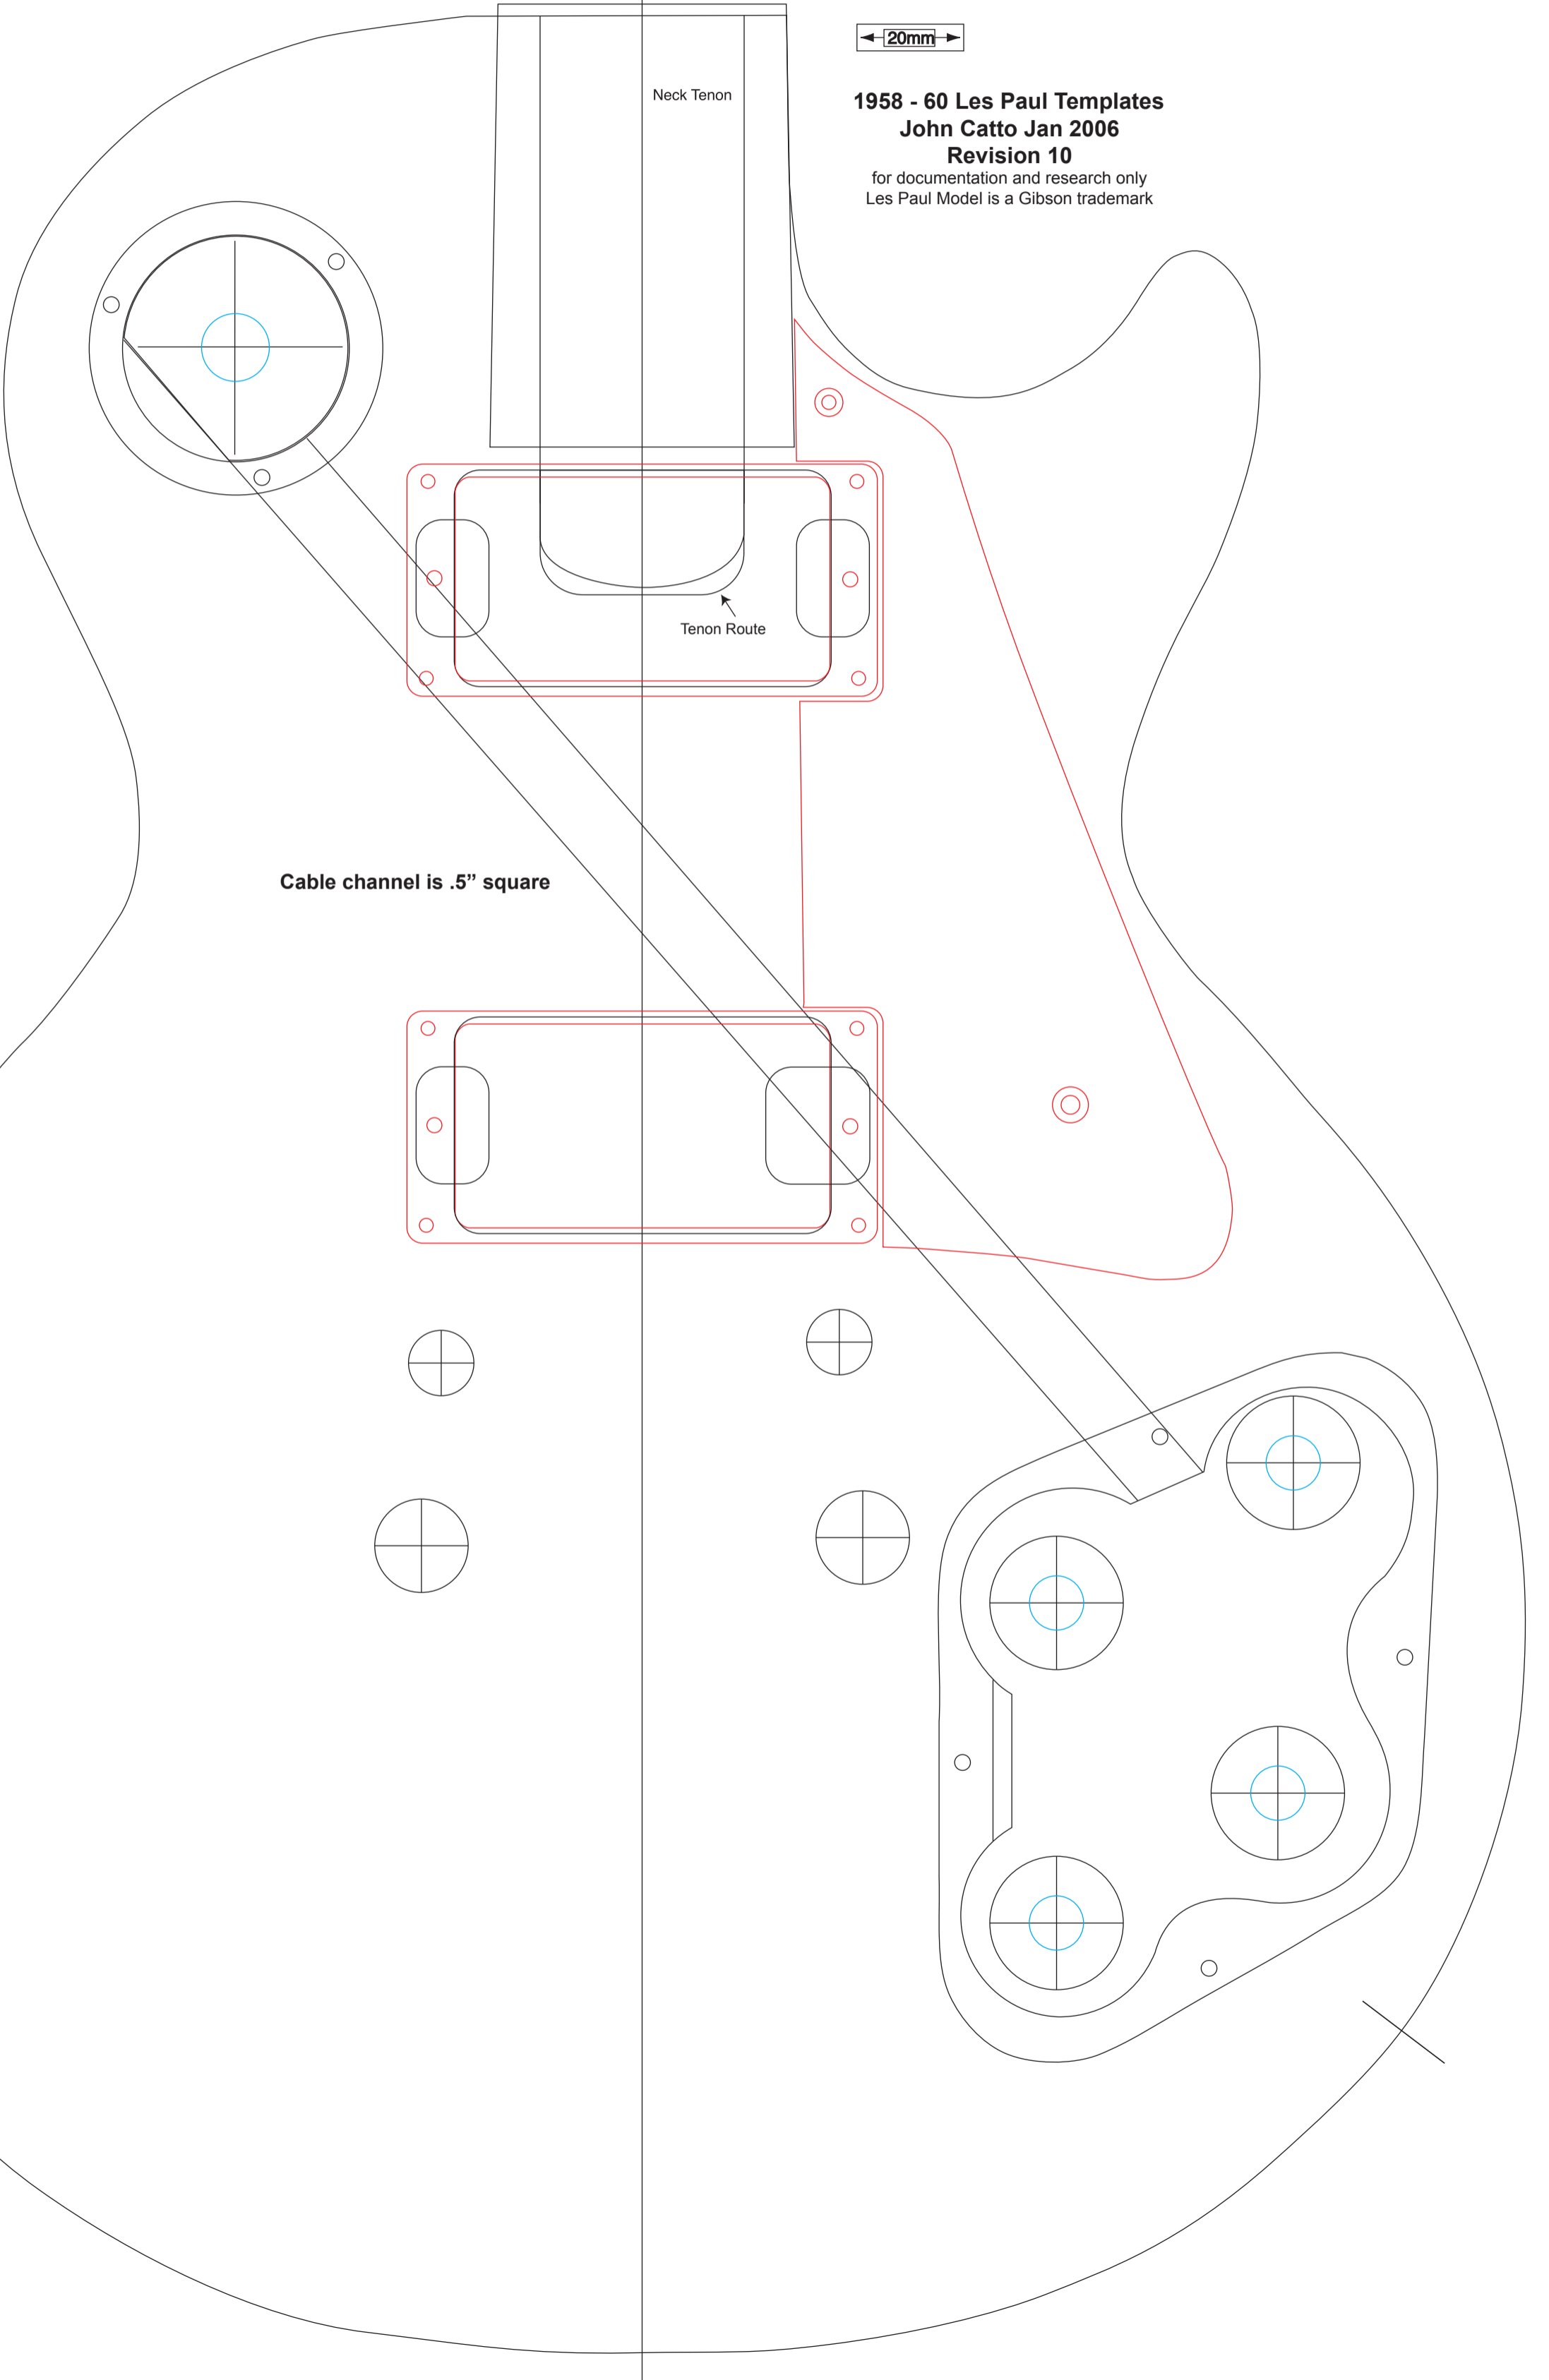 20mm
1958 - 60 Les Paul Templates
John Catto Jan 2006
Revision 10
for documentation and research only
Les Paul Model is a Gibson trademark
Neck Tenon
Tenon Route
Cable channel is .5” square